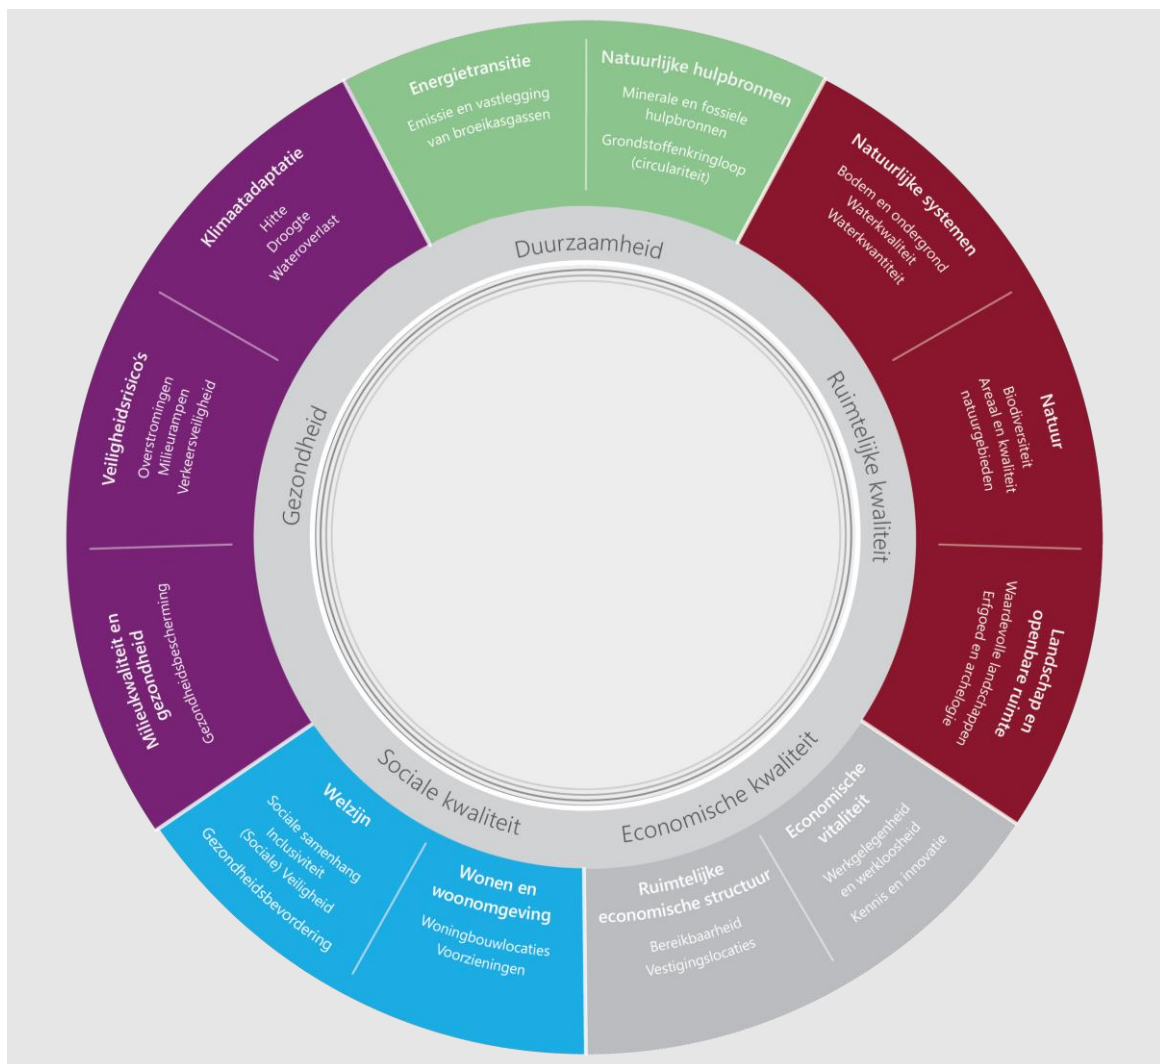 Energietransitie
Emissie en vastlegging
van broeikasgassen
Natuurlijke hulpbronnen
Minerale en fossiele
hulpbronnen
Grondstoffenkringloop
(circulariteit)
Duurzaamheid
Natuurlijke systemen
Bodem en ondergrond
Waterkwaliteit
Waterkwantiteit
Natuur
Biodiversiteit
Areaal en kwaliteit
natuurgebieden
Landschap en
openbare ruimte
Waardevolle landschappen
Erfgoed en archelogie
Ruimtelijke kwaliteit
Economische
vitaliteit
Werkgelegenheid
en werkloosheid
Kennis en innovatie
Ruimtelijke
economische structuur
Bereikbaarheid
Vestigingslocaties
Economische kwaliteit
Wonen en
woonomgeving
Woningbouwlocaties
Voorzieningen
Welzijn
Sociale samenhang
Inclusiviteit
(Sociale) Veiligheid
Gezondheidsbevordering
Sociale kwaliteit
Milieukwaliteit en
gezondheid
Gezondheidsbescherming
Veiligheidsrisico's
Overstromingen
Milieurampen
Verkeersveiligheid
Klimaatadaptatie
Hitte
Droogte
Wateroverlast
Gezondheid